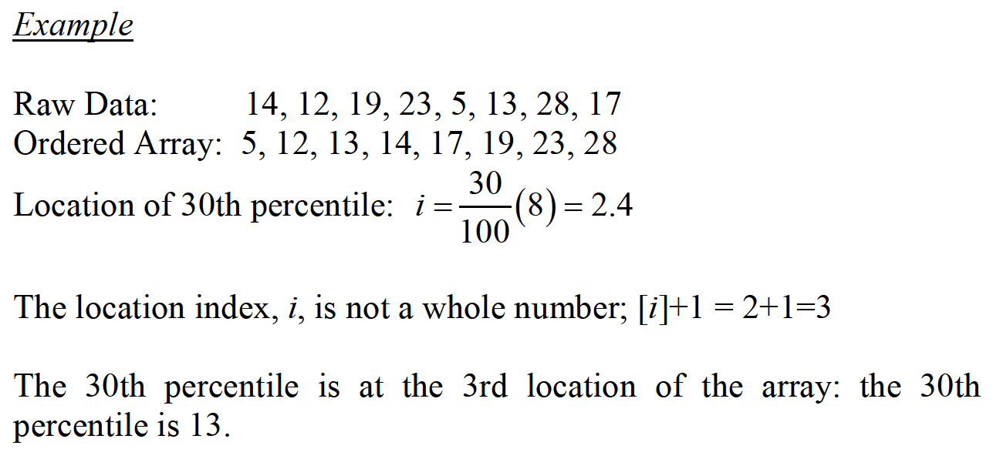 Example
Raw Data: 14, 12, 19, 23, 5, 13, 28, 17
Ordered Array: 5, 12, 13, 14, 17, 19, 23, 28
Location of 30th percentile: i = 30/100 (8) = 2.4
The location index, i, is not a whole number; [i]+1 = 2+1=3
The 30th percentile is at the 3rd location of the array: the 30th
percentile is 13.